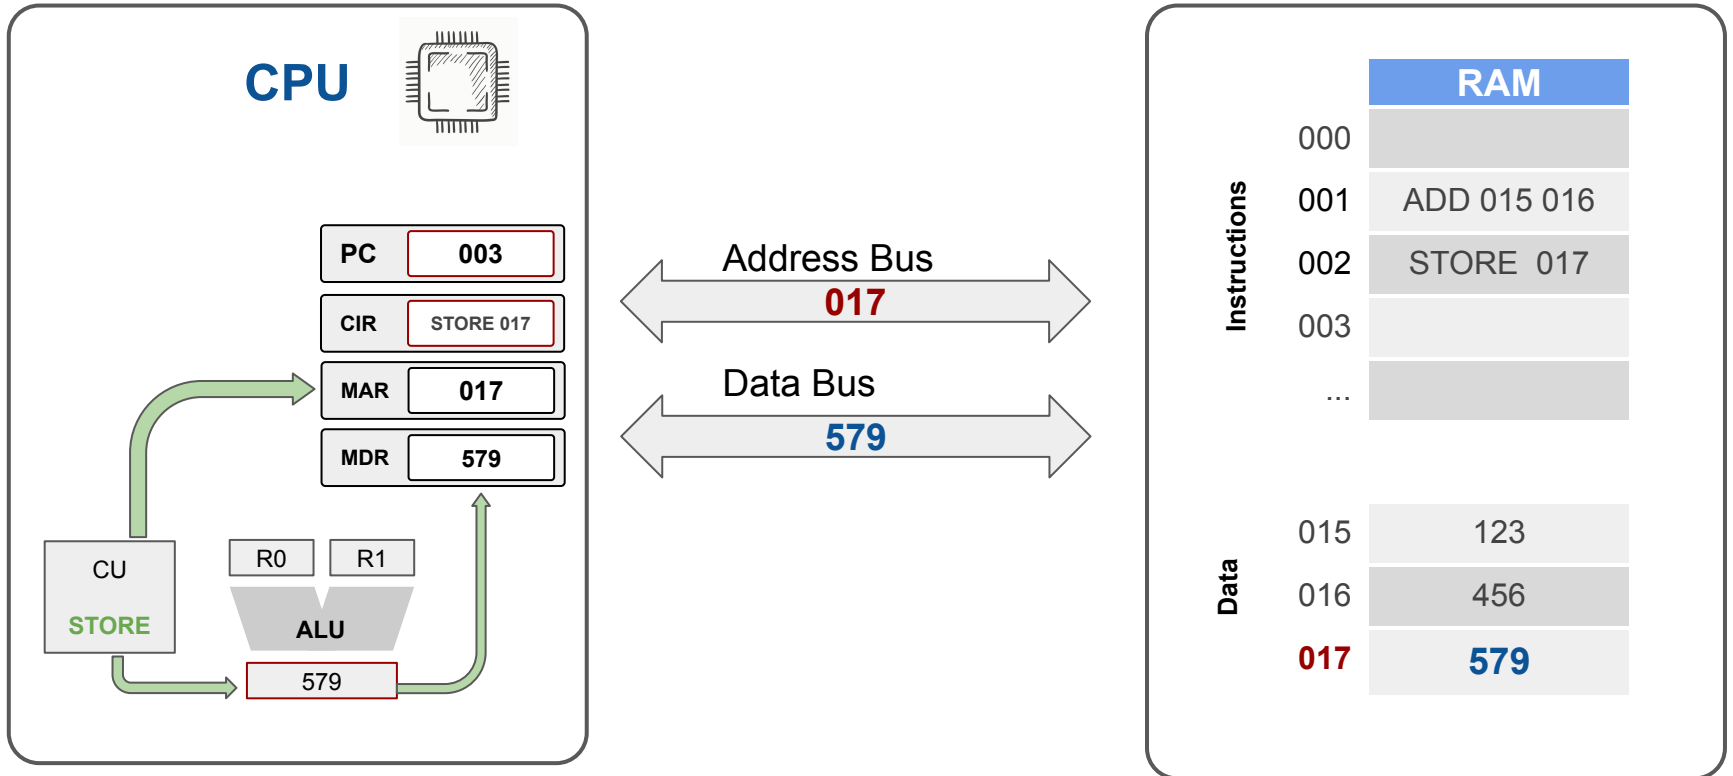 CPU
PC 003
CIR STORE 017
MAR 017
MDR 579
CU
STORE
R0 R1
ALU
579
Address Bus
017
Data Bus
579
RAM
Instructions
000
001 ADD 015 016
002 STORE 017
003
...
Data
015 123
016 456
017 579